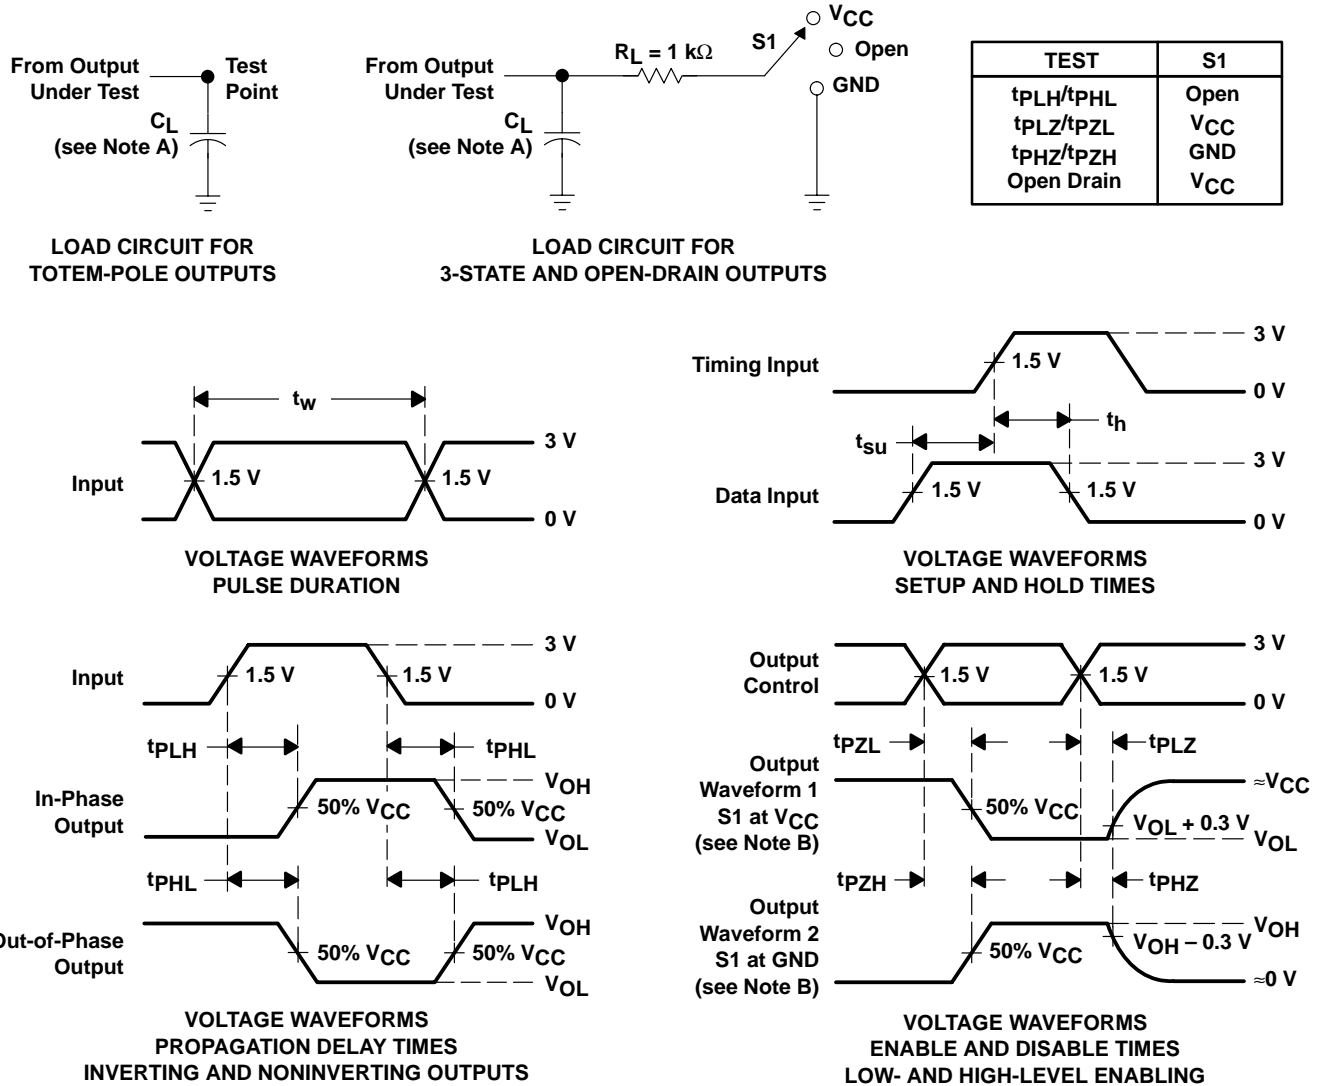 From Output
Under Test
Test
Point
CL
(see Note A)
LOAD CIRCUIT FOR
TOTEM-POLE OUTPUTS
From Output
Under Test
RL = 1 kΩ
S1
VCC
Open
GND
CL
(see Note A)
LOAD CIRCUIT FOR
3-STATE AND OPEN-DRAIN OUTPUTS
TEST S1
tPLH/tPHL Open
tPLZ/tPZL VCC
tPHZ/tPZH GND
Open Drain VCC
tw
Input
1.5 V
1.5 V
3 V
0 V
VOLTAGE WAVEFORMS
PULSE DURATION
Timing Input
1.5 V
3 V
0 V
tsu
th
Data Input
1.5 V
1.5 V
3 V
0 V
VOLTAGE WAVEFORMS
SETUP AND HOLD TIMES
Input
1.5 V
1.5 V
3 V
0 V
tPLH
tPHL
In-Phase
Output
50% VCC
50% VCC
VOH
VOL
tPHL
tPLH
Out-of-Phase
Output
50% VCC
50% VCC
VOH
VOL
VOLTAGE WAVEFORMS
PROPAGATION DELAY TIMES
INVERTING AND NONINVERTING OUTPUTS
Output
Control
1.5 V
1.5 V
3 V
0 V
tPZL
tPLZ
Output
Waveform 1
S1 at VCC
(see Note B)
50% VCC
VOL + 0.3 V
≈VCC
VOL
tPZH
tPHZ
Output
Waveform 2
S1 at GND
(see Note B)
50% VCC
VOH − 0.3 V
VOH
≈0 V
VOLTAGE WAVEFORMS
ENABLE AND DISABLE TIMES
LOW- AND HIGH-LEVEL ENABLING